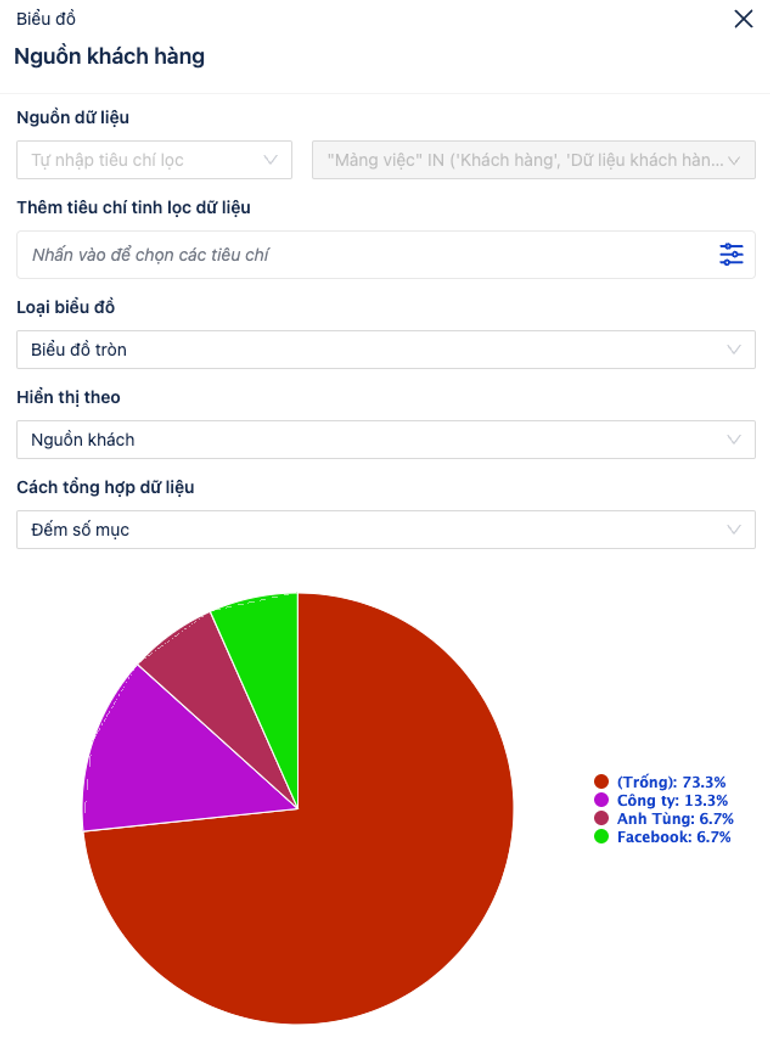 Biểu đồ
Nguồn khách hàng
Nguồn dữ liệu
Tự nhập tiêu chí lọc
"Mảng việc" IN ('Khách hàng', 'Dữ liệu khách hàn...
Thêm tiêu chí tinh lọc dữ liệu
Nhấn vào để chọn các tiêu chí
Loại biểu đồ
Biểu đồ tròn
Hiển thị theo
Nguồn khách
Cách tổng hợp dữ liệu
Đếm số mục
(Trống): 73.3%
Công ty: 13.3%
Anh Tùng: 6.7%
Facebook: 6.7%